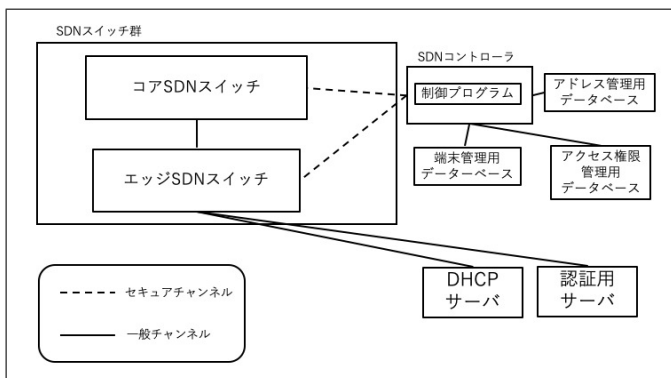 SDNスイッチ群
コアSDNスイッチ
エッジSDNスイッチ
SDNコントローラ
制御プログラム
アドレス管理用
データベース
端末管理用
データーベース
アクセス権限
管理用
データベース
DHCP
サーバ
認証用
サーバ
セキュアチャンネル
一般チャンネル